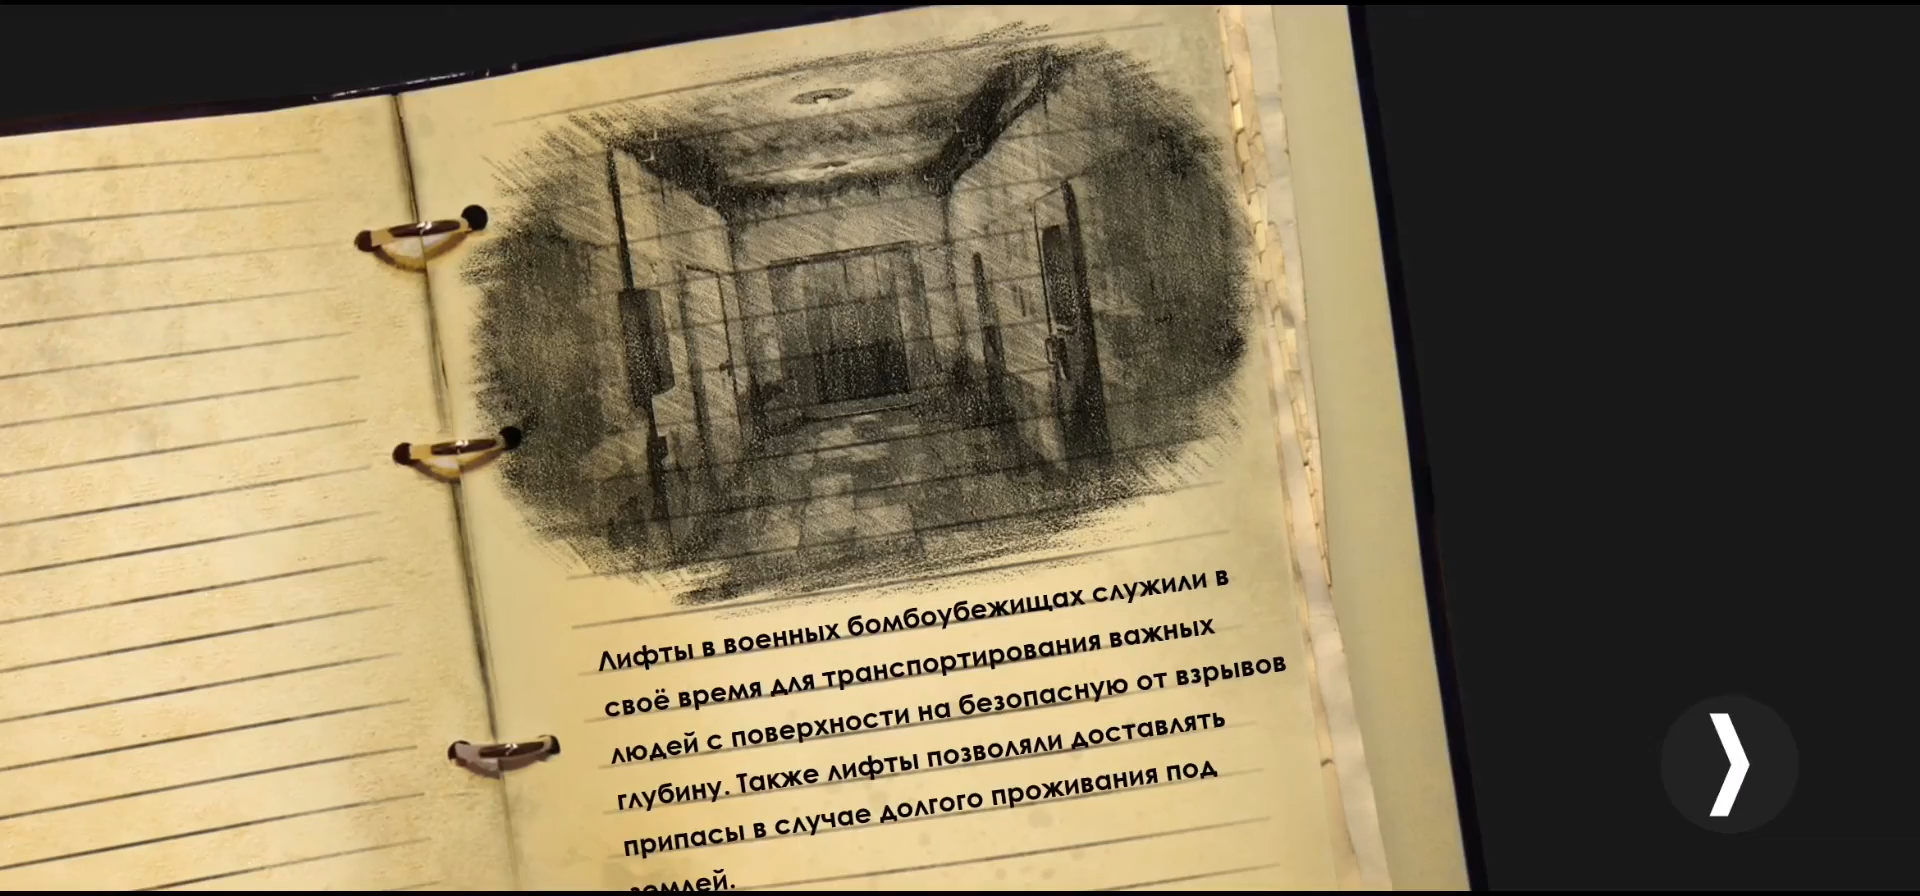 Лифты в военных бомбоубежищах служили в
своё время для транспортирования важных
людей с поверхности на безопасную от взрывов
глубину. Также лифты позволяли доставлять
припасы в случае долгого проживания под
землей.